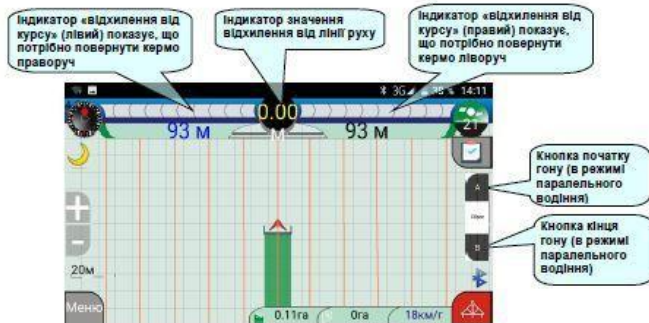 Індикатор «відхилення від
курсу» (лівий) показує, що
потрібно повернути кермо
праворуч
Індикатор значення
відхилення від лінії руху
Індикатор «відхилення від
курсу» (правий) показує,
що потрібно повернути
кермо ліворуч
3G 38 % 14:11
0.00
93 м М 93 м
21
A
B
Кнопка початку
гону (в режимі
паралельного
водіння)
Кнопка кінця
гону (в режимі
паралельного
водіння)
+
-
20м
Меню
0.11га 0га 18км/г